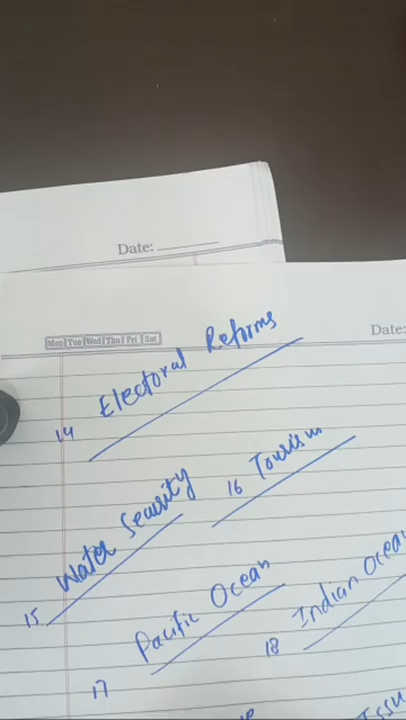 Date:
Mon Tue Wed Thu Fri Sat
Date:
14 Electoral Reforms
15 Water Security
16 Tourism
17 Pacific Ocean
18 Indian Ocean